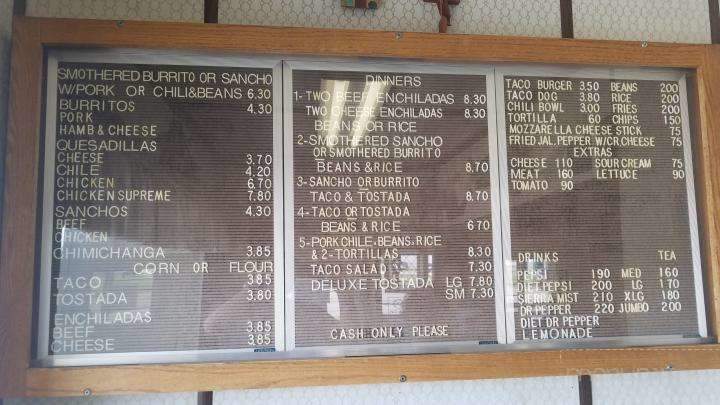 SMOTHERED BURRITO OR SANCHO
W/PORK OR CHILI&BEANS 6.30
BURRITOS 4.30
PORK
HAMB & CHEESE
QUESADILLAS
CHEESE 3.70
CHILE 4.20
CHICKEN 6.70
CHICKEN SUPREME 7.80
SANCHOS 4.30
BEEF
CHICKEN
CHIMICHANGA 3.85
CORN OR FLOUR
TACO 3.85
TOSTADA 3.80
ENCHILADAS
BEEF 3.85
CHEESE 3.85
DINNERS
1- TWO BEEF ENCHILADAS 8.30
TWO CHEESE ENCHILADAS 8.30
BEANS OR RICE
2-SMOTHERED SANCHO
OR SMOTHERED BURRITO
BEANS & RICE 8.70
3-SANCHO OR BURRITO
TACO & TOSTADA 8.70
4-TACO OR TOSTADA
BEANS & RICE 6 70
5-PORK CHILE, BEANS, RICE
& 2-TORTILLAS 8.30
TACO SALAD 7.30
DELUXE TOSTADA LG 7.80
SM 7.30
CASH ONLY PLEASE
TACO BURGER 3.50 BEANS 200
TACO DOG 3.80 RICE 200
CHILI BOWL 3.00 FRIES 200
TORTILLA 60 CHIPS 150
MOZZARELLA CHEESE STICK 75
FRIED JAL. PEPPER W/CR CHEESE 75
EXTRAS
CHEESE 110 SOUR CREAM 75
MEAT 160 LETTUCE 90
TOMATO 90
DRINKS TEA
PEPSI 190 MED 160
DIET PEPSI 200 LG 170
SIERRA MIST 210 XLG 180
DR PEPPER 220 JUMBO 200
DIET DR PEPPER
LEMONADE